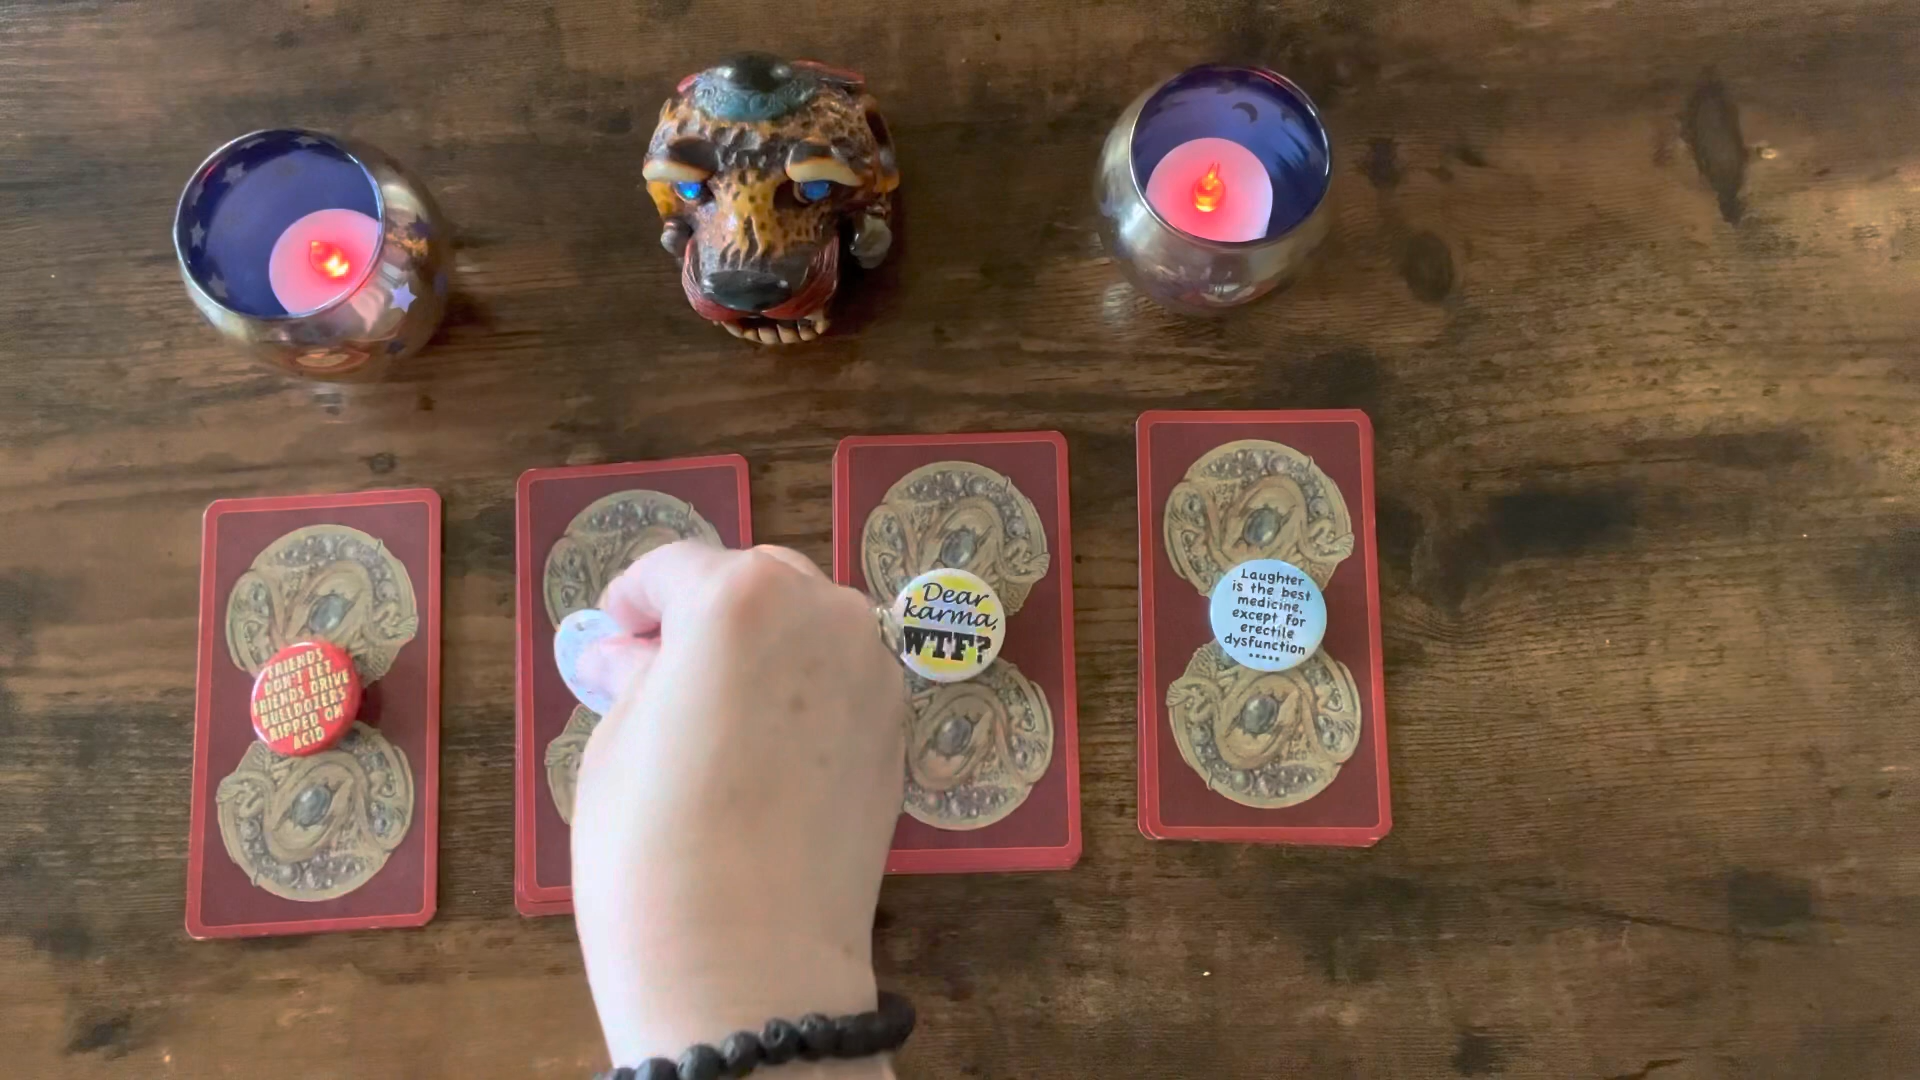 FRIENDS
DON'T LET
FRIENDS DRIVE
BULLDOZERS
RIPPED ON
ACID
Dear
karma,
WTF?
Laughter
is the best
medicine,
except for
erectile
dysfunction
.....